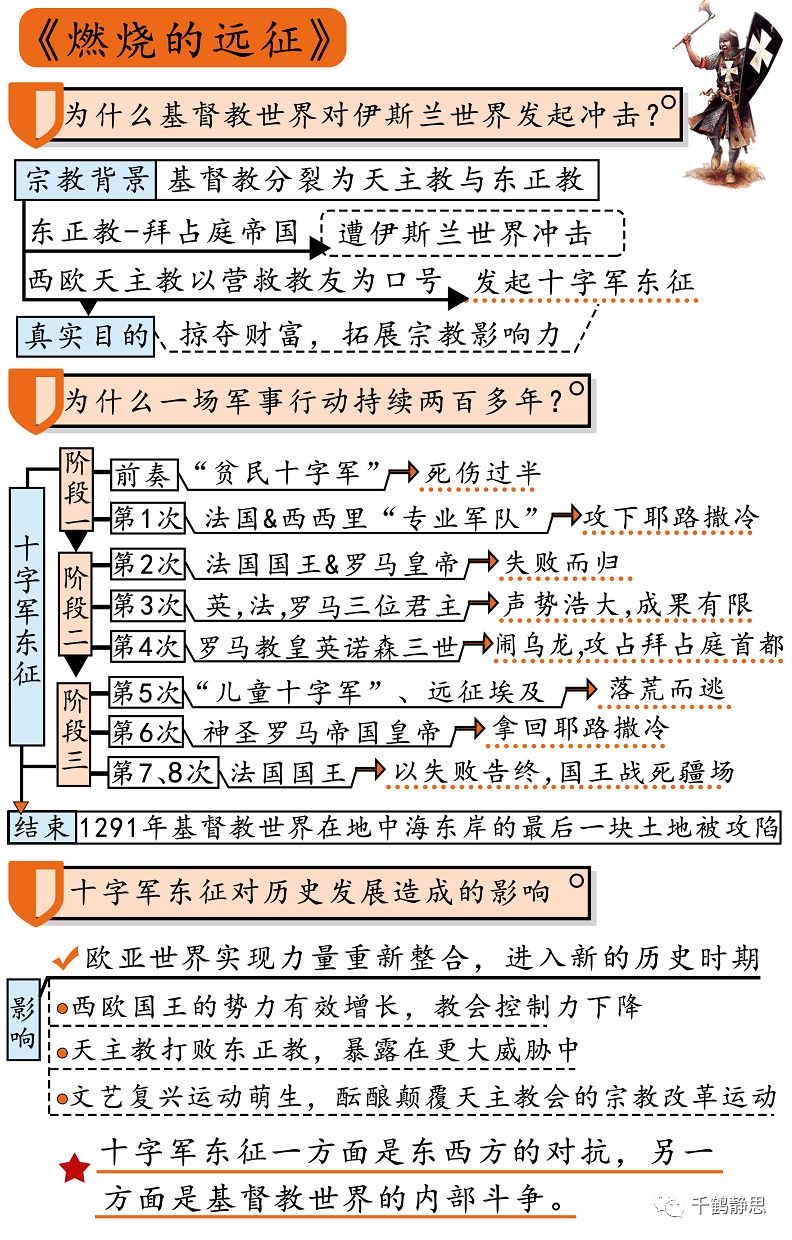 《燃烧的远征》
为什么基督教世界对伊斯兰世界发起冲击?
宗教背景 基督教分裂为天主教与东正教
东正教-拜占庭帝国 遭伊斯兰世界冲击
西欧天主教以营救教友为口号 发起十字军东征
真实目的 掠夺财富，拓展宗教影响力
为什么一场军事行动持续两百多年?
十字军东征
阶段一
前奏 “贫民十字军” 死伤过半
第1次 法国&西西里“专业军队” 攻下耶路撒冷
阶段二
第2次 法国国王&罗马皇帝 失败而归
第3次 英,法,罗马三位君主 声势浩大,成果有限
第4次 罗马教皇英诺森三世 闹乌龙,攻占拜占庭首都
阶段三
第5次 “儿童十字军”、远征埃及 落荒而逃
第6次 神圣罗马帝国皇帝 拿回耶路撒冷
第7、8次 法国国王 以失败告终,国王战死疆场
结束 1291年基督教世界在地中海东岸的最后一块土地被攻陷
十字军东征对历史发展造成的影响
影响
欧亚世界实现力量重新整合，进入新的历史时期
西欧国王的势力有效增长，教会控制力下降
天主教打败东正教，暴露在更大威胁中
文艺复兴运动萌生，酝酿颠覆天主教会的宗教改革运动
十字军东征一方面是东西方的对抗，另一
方面是基督教世界的内部斗争。
千鹤静思